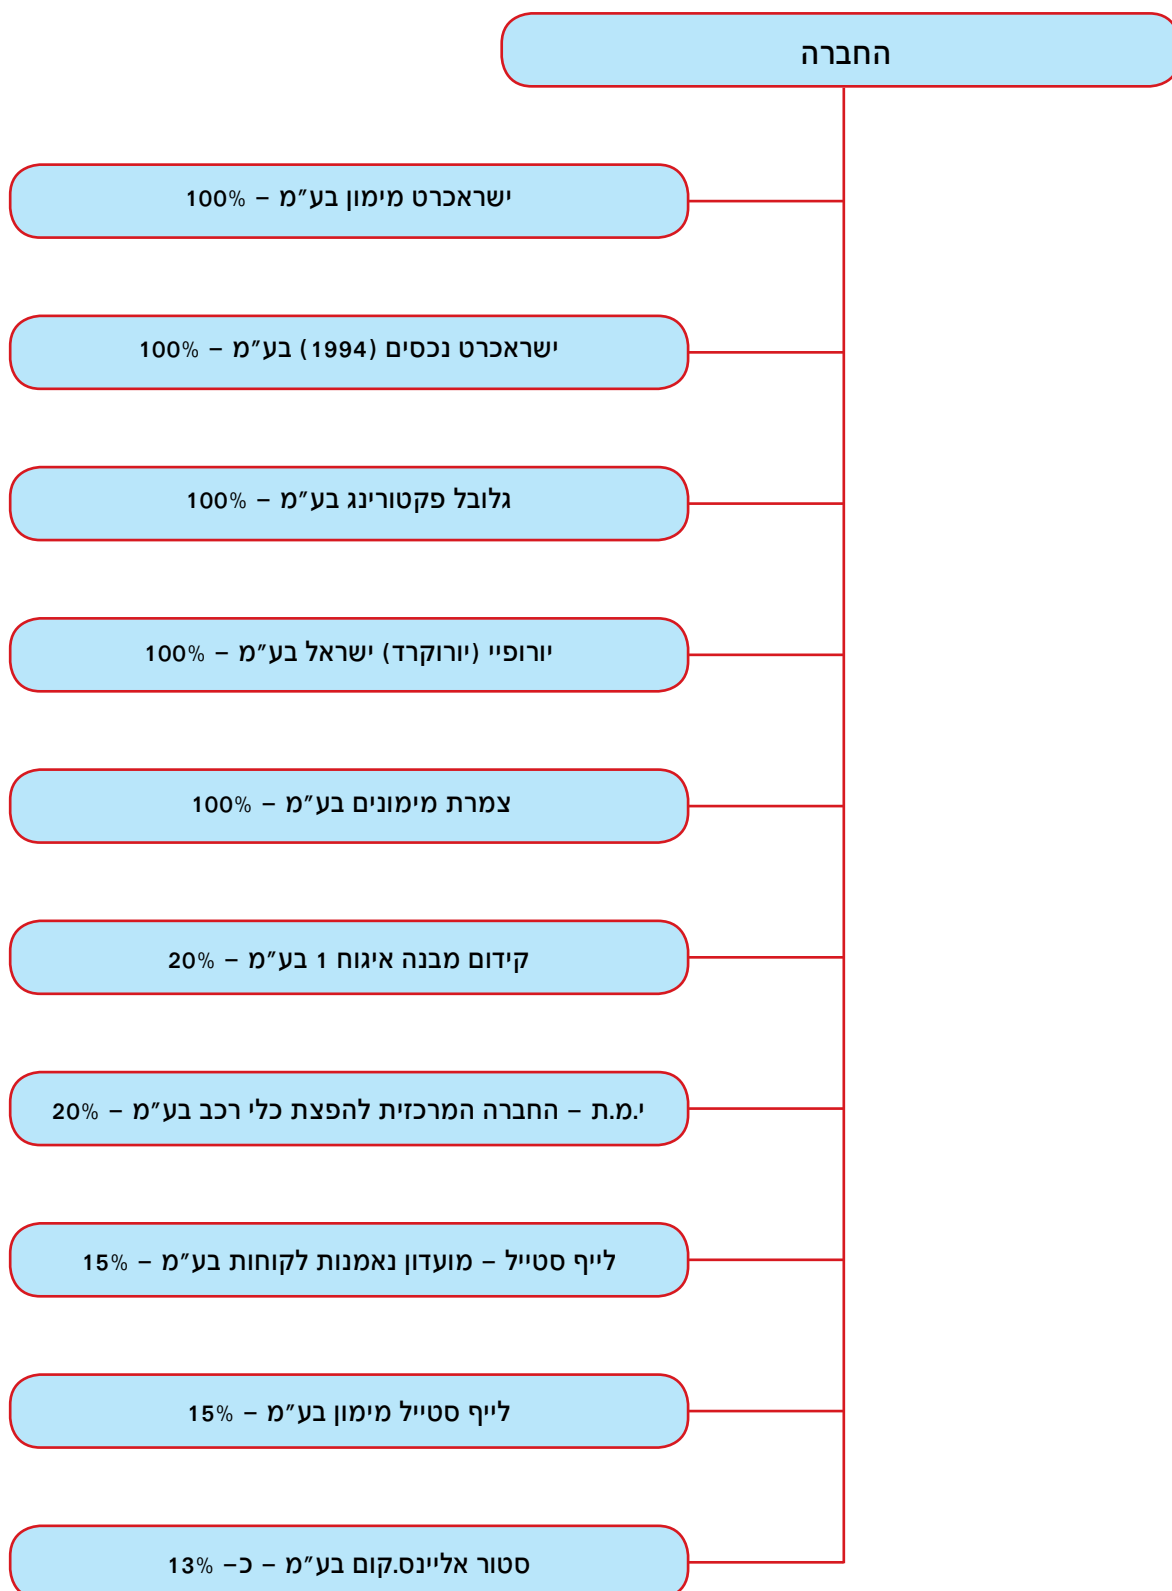 החברה
ישראכרט מימון בע"מ – 100%
ישראכרט נכסים (1994) בע"מ – 100%
גלובל פקטורינג בע"מ – 100%
יורופיי (יורוקרד) ישראל בע"מ – 100%
צמרת מימונים בע"מ – 100%
קידום מבנה איגוח 1 בע"מ – 20%
י.מ.ת – החברה המרכזית להפצת כלי רכב בע"מ – 20%
לייף סטייל – מועדון נאמנות לקוחות בע"מ – 15%
לייף סטייל מימון בע"מ – 15%
סטור אליינס.קום בע"מ – כ- 13%